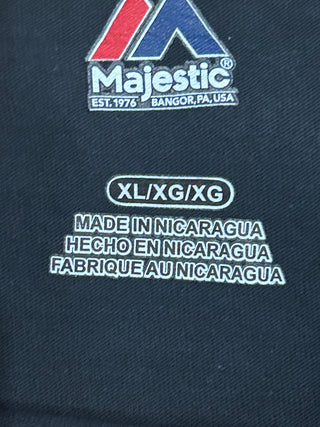 Majestic®
EST. 1976 BANGOR, PA, USA
XL/XG/XG
MADE IN NICARAGUA
HECHO EN NICARAGUA
FABRIQUE AU NICARAGUA